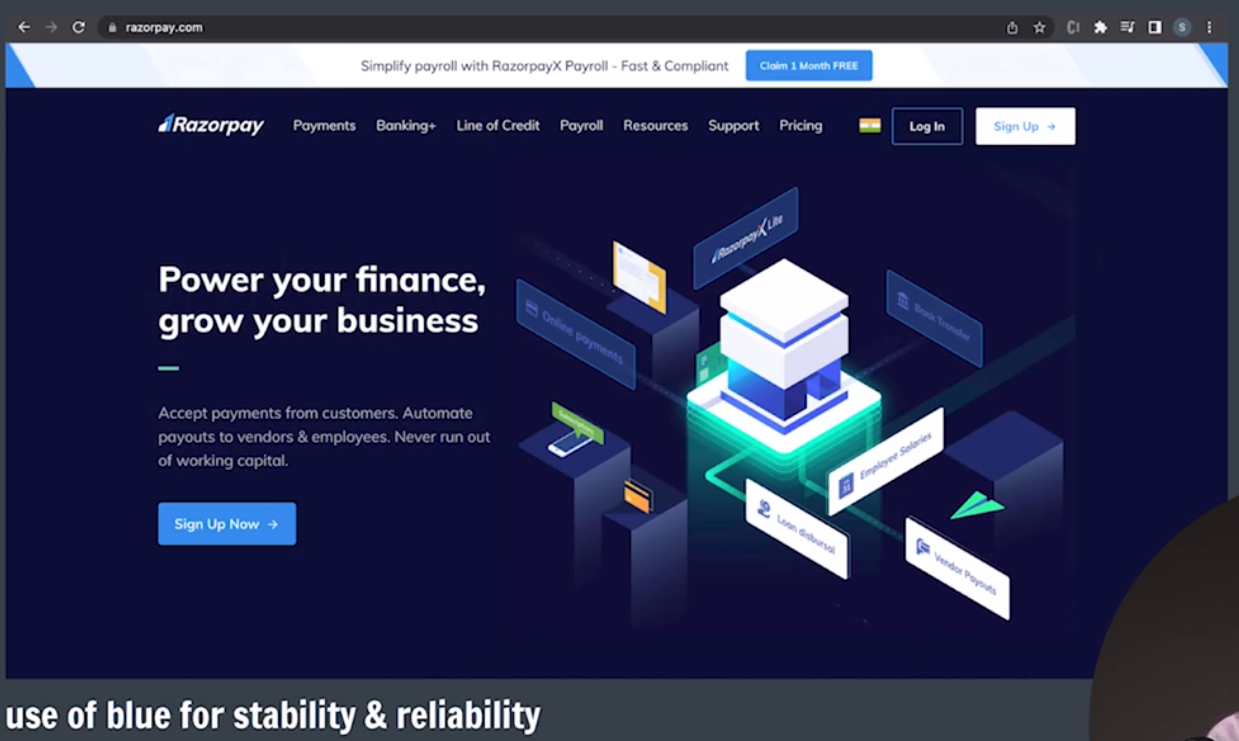 razorpay.com
S
Simplify payroll with RazorpayX Payroll - Fast & Compliant
Claim 1 Month FREE
Razorpay
Payments Banking+ Line of Credit Payroll Resources Support Pricing
Log In
Sign Up →
Power your finance,
grow your business
Accept payments from customers. Automate
payouts to vendors & employees. Never run out
of working capital.
Sign Up Now →
RazorpayX Lite
Online payments
Bank Transfer
Subscriptions
31
Employee Salaries
Loan disbursal
Vendor Payouts
use of blue for stability & reliability